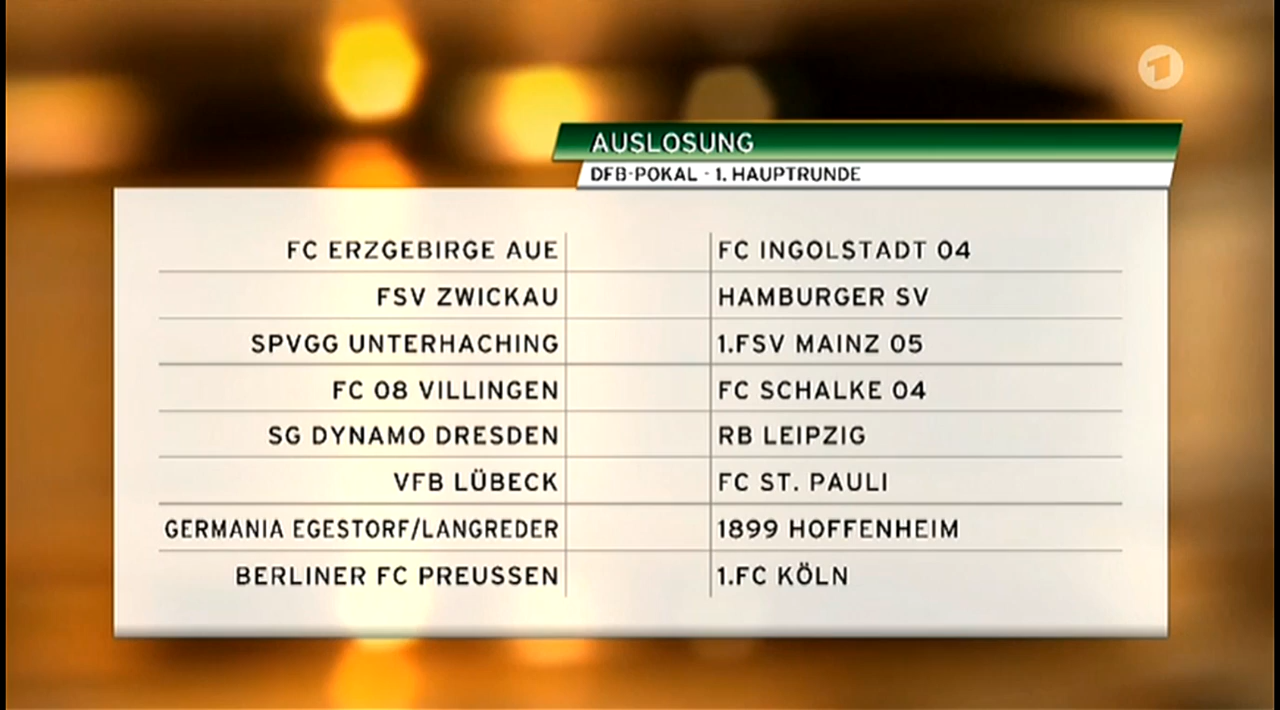 AUSLOSUNG
DFB-POKAL - 1. HAUPTRUNDE
FC ERZGEBIRGE AUE FC INGOLSTADT 04
FSV ZWICKAU HAMBURGER SV
SPVGG UNTERHACHING 1.FSV MAINZ 05
FC 08 VILLINGEN FC SCHALKE 04
SG DYNAMO DRESDEN RB LEIPZIG
VFB LÜBECK FC ST. PAULI
GERMANIA EGESTORF/LANGREDER 1899 HOFFENHEIM
BERLINER FC PREUSSEN 1.FC KÖLN